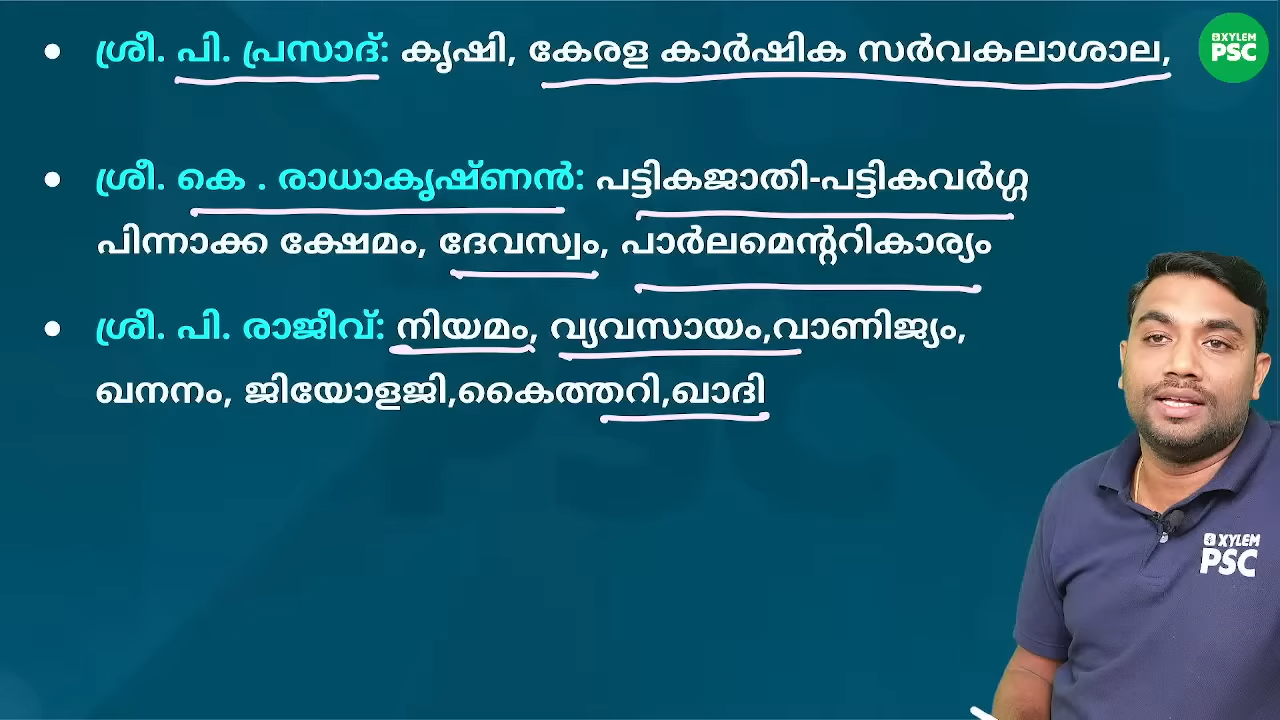 • ശ്രീ. പി. പ്രസാദ്: കൃഷി, കേരള കാർഷിക സർവകലാശാല,
• ശ്രീ. കെ . രാധാകൃഷ്ണൻ: പട്ടികജാതി-പട്ടികവർഗ്ഗ
പിന്നാക്ക ക്ഷേമം, ദേവസ്വം, പാർലമെന്ററികാര്യം
• ശ്രീ. പി. രാജീവ്: നിയമം, വ്യവസായം,വാണിജ്യം,
ഖനനം, ജിയോളജി,കൈത്തറി,ഖാദി
XYLEM
PSC
XYLEM
PSC